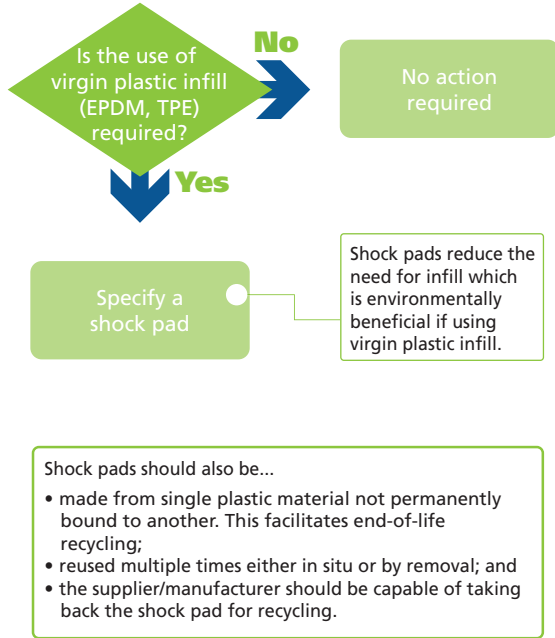 Is the use of
virgin plastic infill
(EPDM, TPE)
required?
No
No action
required
Yes
Specify a
shock pad
Shock pads reduce the
need for infill which
is environmentally
beneficial if using
virgin plastic infill.
Shock pads should also be...
• made from single plastic material not permanently
bound to another. This facilitates end-of-life
recycling;
• reused multiple times either in situ or by removal; and
• the supplier/manufacturer should be capable of taking
back the shock pad for recycling.